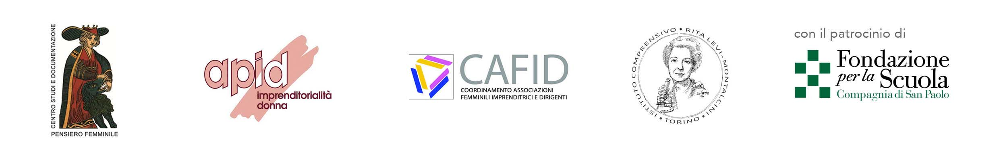 CENTRO STUDI E DOCUMENTAZIONE
PENSIERO FEMMINILE
apid
imprenditorialità
donna
CAFID
COORDINAMENTO ASSOCIAZIONI
FEMMINILI IMPRENDITRICI E DIRIGENTI
ISTITUTO COMPRENSIVO • RITA LEVI-MONTALCINI • TORINO •
con il patrocinio di
Fondazione
per la
Scuola
Compagnia di San Paolo